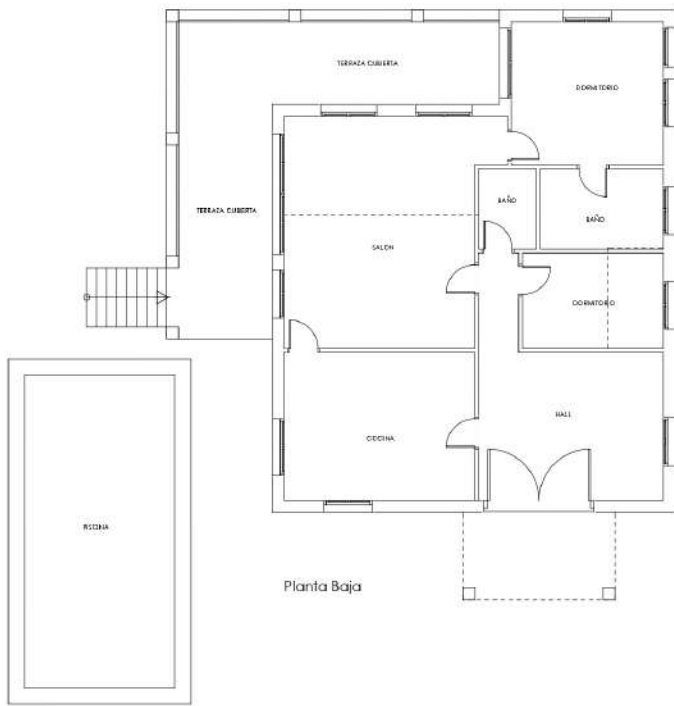 TERRAZA CUBIERTA
DORMITORIO
BAÑO
BAÑO
TERRAZA CUBIERTA
SALON
DORMITORIO
HALL
COCINA
PISCINA
Planta Baja